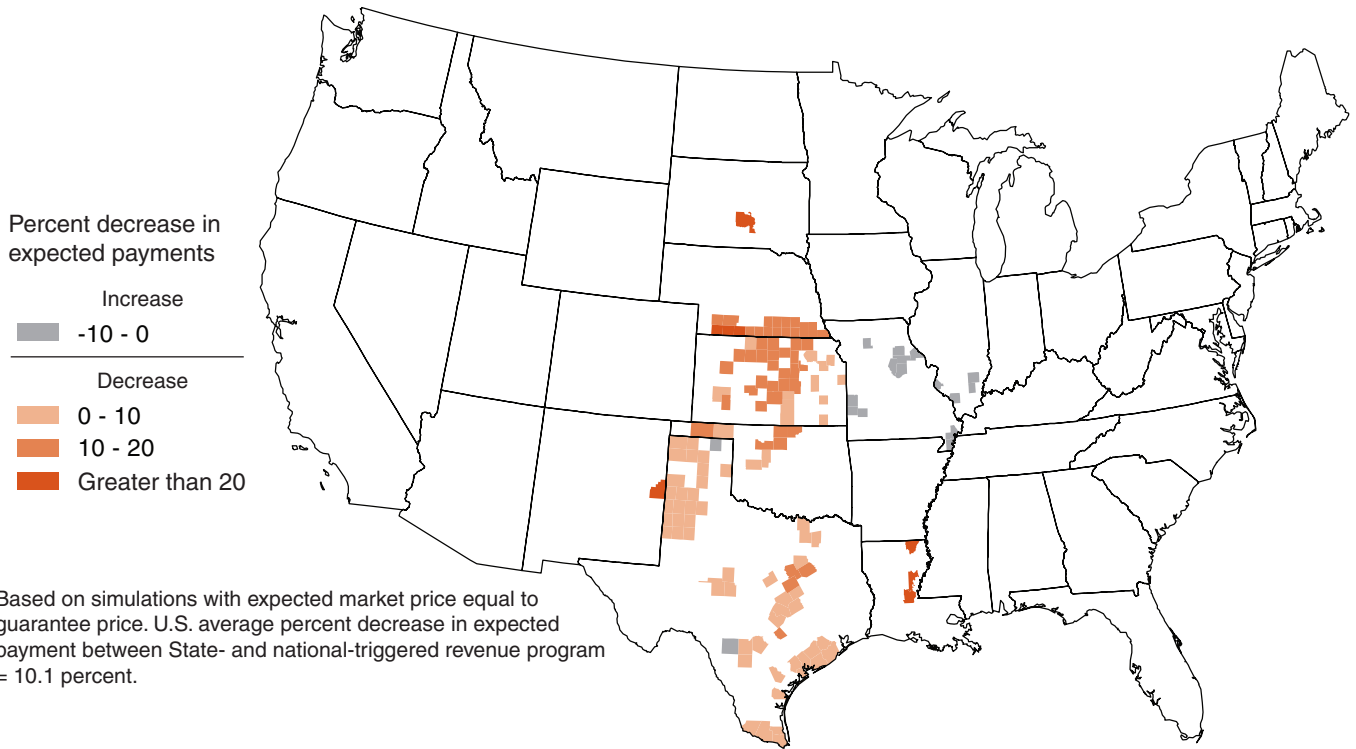 Percent decrease in
expected payments
Increase
-10 - 0
Decrease
0 - 10
10 - 20
Greater than 20
Based on simulations with expected market price equal to
guarantee price. U.S. average percent decrease in expected
payment between State- and national-triggered revenue program
= 10.1 percent.